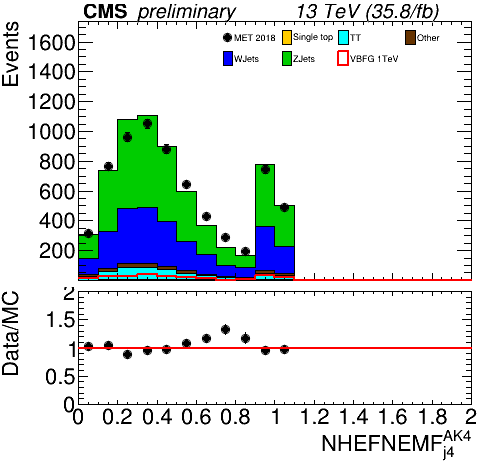 CMS preliminary 13 TeV (35.8/fb)
Events
1600
1400
1200
1000
800
600
400
200
MET 2018 Single top TT Other
WJets ZJets VBFG 1TeV
Data/MC
2
1.5
1
0.5
0
0 0.2 0.4 0.6 0.8 1 1.2 1.4 1.6 1.8 2
NHEFNEMF_{j4}^{AK4}